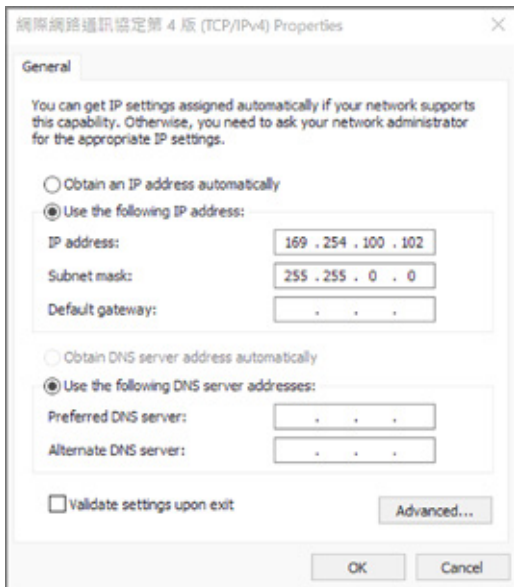 網際網路通訊協定第 4 版 (TCP/IPv4) Properties
General
You can get IP settings assigned automatically if your network supports
this capability. Otherwise, you need to ask your network administrator
for the appropriate IP settings.
Obtain an IP address automatically
Use the following IP address:
IP address: 169 . 254 . 100 . 102
Subnet mask: 255 . 255 . 0 . 0
Default gateway: . . .
Obtain DNS server address automatically
Use the following DNS server addresses:
Preferred DNS server: . . .
Alternate DNS server: . . .
Validate settings upon exit
Advanced...
OK Cancel